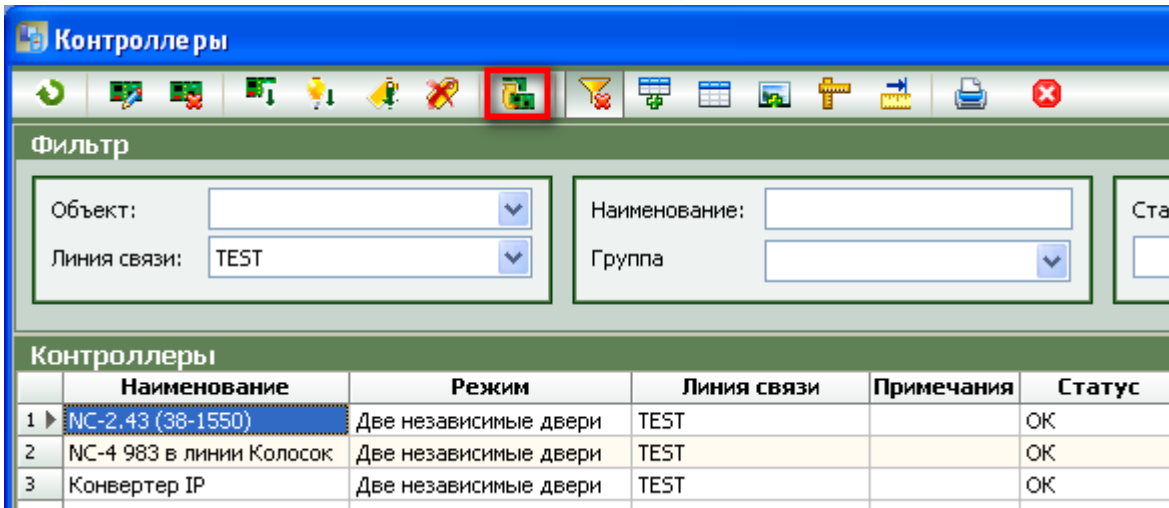 Контроллеры
Фильтр
Объект:
Наименование:
Ста
Линия связи: TEST
Группа
Контроллеры
Наименование Режим Линия связи Примечания Статус
1 NC-2.43 (38-1550) Две независимые двери TEST OK
2 NC-4 983 в линии Колосок Две независимые двери TEST OK
3 Конвертер IP Две независимые двери TEST OK